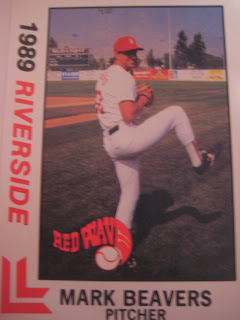 1989 RIVERSIDE
RED WAVE
MARK BEAVERS
PITCHER